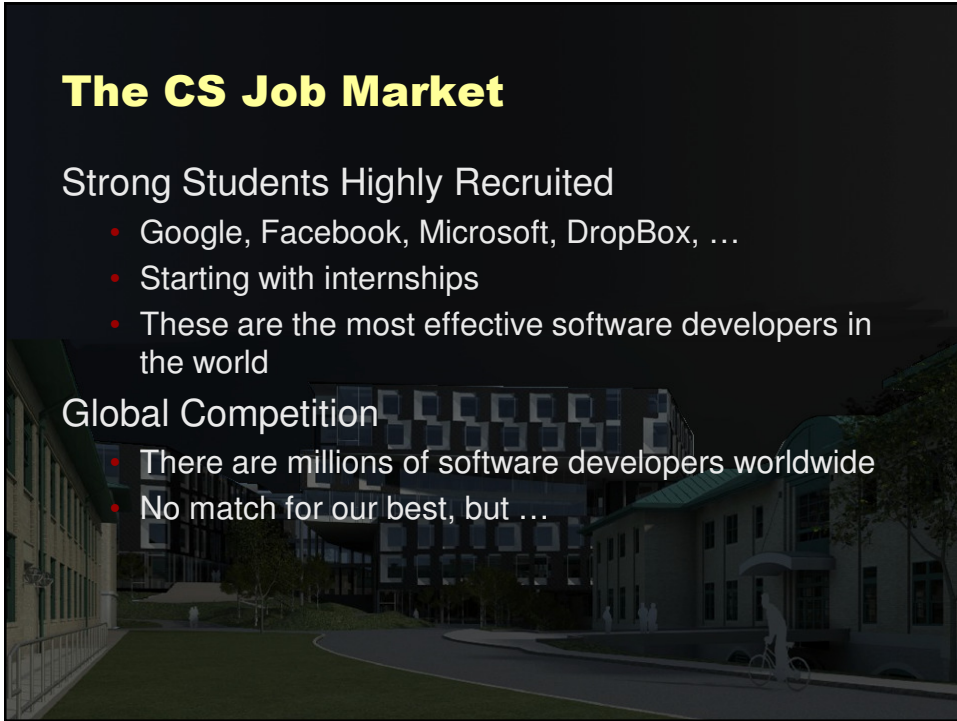 The CS Job Market
Strong Students Highly Recruited
• Google, Facebook, Microsoft, DropBox, …
• Starting with internships
• These are the most effective software developers in
the world
Global Competition
• There are millions of software developers worldwide
• No match for our best, but …